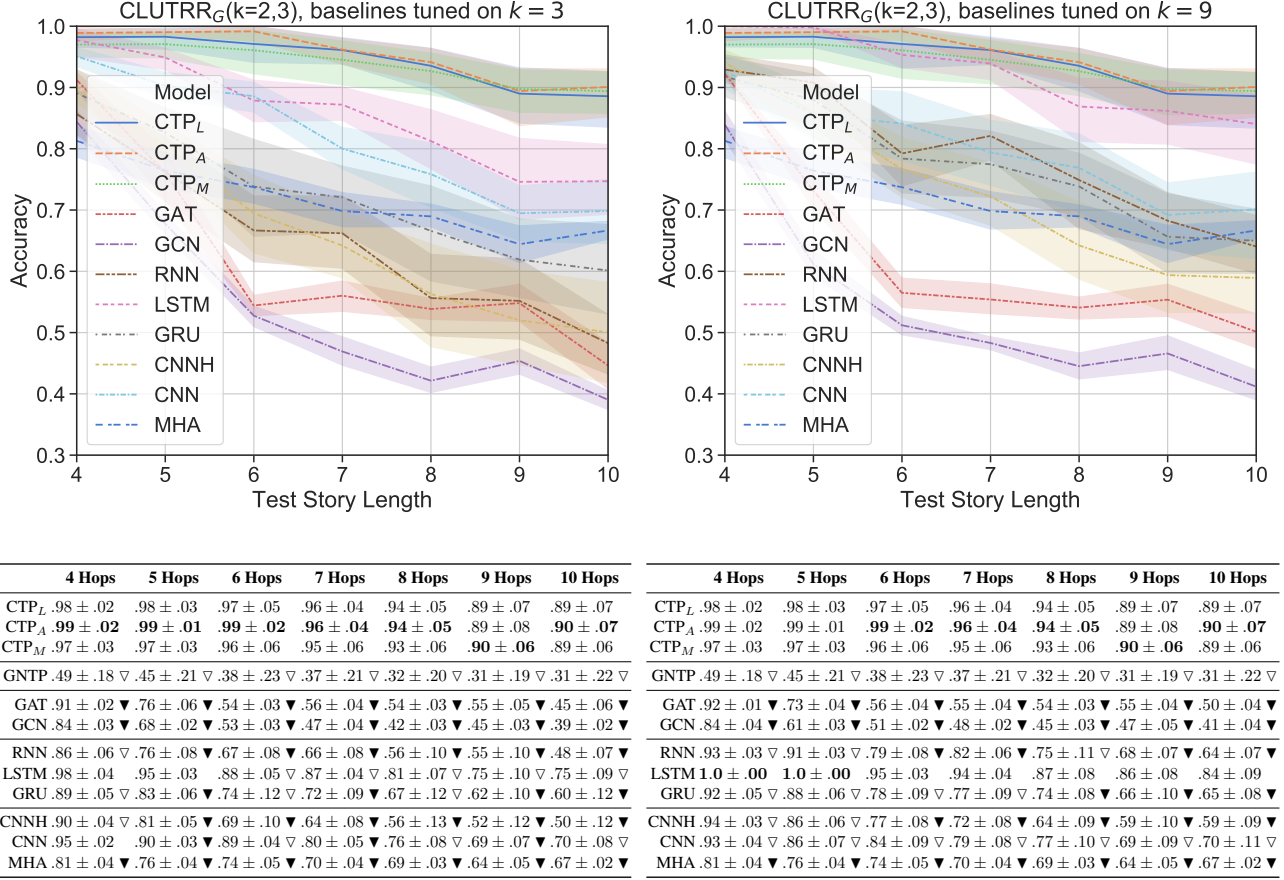 CLUTRR_G(k=2,3), baselines tuned on k = 3
1.0
0.9
0.8
0.7
0.6
0.5
0.4
0.3
Accuracy
Model
CTP_L
CTP_A
CTP_M
GAT
GCN
RNN
LSTM
GRU
CNNH
CNN
MHA
4 5 6 7 8 9 10
Test Story Length
CLUTRR_G(k=2,3), baselines tuned on k = 9
1.0
0.9
0.8
0.7
0.6
0.5
0.4
0.3
Accuracy
Model
CTP_L
CTP_A
CTP_M
GAT
GCN
RNN
LSTM
GRU
CNNH
CNN
MHA
4 5 6 7 8 9 10
Test Story Length
4 Hops 5 Hops 6 Hops 7 Hops 8 Hops 9 Hops 10 Hops
CTP_L .98 ± .02 .98 ± .03 .97 ± .05 .96 ± .04 .94 ± .05 .89 ± .07 .89 ± .07
CTP_A .99 ± .02 .99 ± .01 .99 ± .02 .96 ± .04 .94 ± .05 .89 ± .08 .90 ± .07
CTP_M .97 ± .03 .97 ± .03 .96 ± .06 .95 ± .06 .93 ± .06 .90 ± .06 .89 ± .06
GNTP .49 ± .18 ▽ .45 ± .21 ▽ .38 ± .23 ▽ .37 ± .21 ▽ .32 ± .20 ▽ .31 ± .19 ▽ .31 ± .22 ▽
GAT .91 ± .02 ▼ .76 ± .06 ▼ .54 ± .03 ▼ .56 ± .04 ▼ .54 ± .03 ▼ .55 ± .05 ▼ .45 ± .06 ▼
GCN .84 ± .03 ▼ .68 ± .02 ▼ .53 ± .03 ▼ .47 ± .04 ▼ .42 ± .03 ▼ .45 ± .03 ▼ .39 ± .02 ▼
RNN .86 ± .06 ▽ .76 ± .08 ▼ .67 ± .08 ▼ .66 ± .08 ▼ .56 ± .10 ▼ .55 ± .10 ▼ .48 ± .07 ▼
LSTM .98 ± .04 .95 ± .03 .88 ± .05 ▽ .87 ± .04 ▽ .81 ± .07 ▽ .75 ± .10 ▽ .75 ± .09 ▽
GRU .89 ± .05 ▽ .83 ± .06 ▼ .74 ± .12 ▽ .72 ± .09 ▼ .67 ± .12 ▽ .62 ± .10 ▼ .60 ± .12 ▼
CNNH .90 ± .04 ▽ .81 ± .05 ▼ .69 ± .10 ▼ .64 ± .08 ▼ .56 ± .13 ▼ .52 ± .12 ▼ .50 ± .12 ▼
CNN .95 ± .02 .90 ± .03 ▼ .89 ± .04 ▽ .80 ± .05 ▼ .76 ± .08 ▽ .69 ± .07 ▼ .70 ± .08 ▽
MHA .81 ± .04 ▼ .76 ± .04 ▼ .74 ± .05 ▼ .70 ± .04 ▼ .69 ± .03 ▼ .64 ± .05 ▼ .67 ± .02 ▼
4 Hops 5 Hops 6 Hops 7 Hops 8 Hops 9 Hops 10 Hops
CTP_L .98 ± .02 .98 ± .03 .97 ± .05 .96 ± .04 .94 ± .05 .89 ± .07 .89 ± .07
CTP_A .99 ± .02 .99 ± .01 .99 ± .02 .96 ± .04 .94 ± .05 .89 ± .08 .90 ± .07
CTP_M .97 ± .03 .97 ± .03 .96 ± .06 .95 ± .06 .93 ± .06 .90 ± .06 .89 ± .06
GNTP .49 ± .18 ▽ .45 ± .21 ▽ .38 ± .23 ▽ .37 ± .21 ▽ .32 ± .20 ▽ .31 ± .19 ▽ .31 ± .22 ▽
GAT .92 ± .01 ▼ .73 ± .04 ▼ .56 ± .04 ▼ .55 ± .04 ▼ .54 ± .03 ▼ .55 ± .04 ▼ .50 ± .04 ▼
GCN .84 ± .04 ▼ .61 ± .03 ▼ .51 ± .02 ▼ .48 ± .02 ▼ .45 ± .03 ▼ .47 ± .05 ▼ .41 ± .04 ▼
RNN .93 ± .03 ▽ .91 ± .03 ▽ .79 ± .08 ▼ .82 ± .06 ▼ .75 ± .11 ▽ .68 ± .07 ▼ .64 ± .07 ▼
LSTM 1.0 ± .00 1.0 ± .00 .95 ± .03 .94 ± .04 .87 ± .08 .86 ± .08 .84 ± .09
GRU .92 ± .05 ▽ .88 ± .06 ▽ .78 ± .09 ▽ .77 ± .09 ▽ .74 ± .08 ▼ .66 ± .10 ▼ .65 ± .08 ▼
CNNH .94 ± .03 ▽ .86 ± .06 ▽ .77 ± .08 ▼ .72 ± .08 ▼ .64 ± .09 ▼ .59 ± .10 ▼ .59 ± .09 ▼
CNN .93 ± .04 ▽ .86 ± .07 ▽ .84 ± .09 ▽ .79 ± .08 ▽ .77 ± .10 ▽ .69 ± .09 ▽ .70 ± .11 ▽
MHA .81 ± .04 ▼ .76 ± .04 ▼ .74 ± .05 ▼ .70 ± .04 ▼ .69 ± .03 ▼ .64 ± .05 ▼ .67 ± .02 ▼